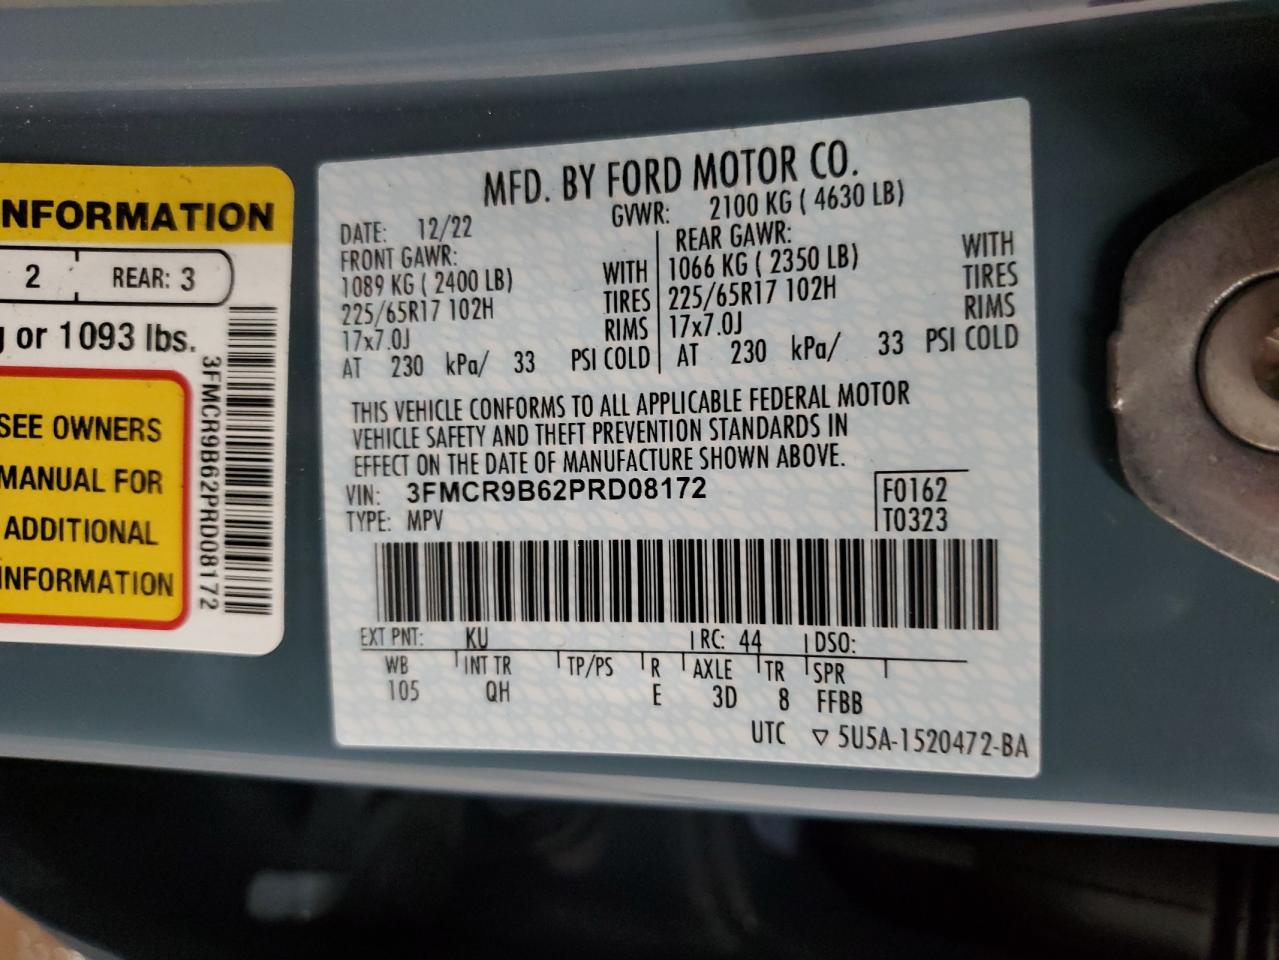 NFORMATION
2 REAR: 3
or 1093 lbs.
SEE OWNERS
MANUAL FOR
ADDITIONAL
INFORMATION
3FMCR9B62PRD08172
MFD. BY FORD MOTOR CO.
DATE: 12/22 GVWR: 2100 KG ( 4630 LB)
FRONT GAWR: REAR GAWR:
1089 KG ( 2400 LB) WITH 1066 KG ( 2350 LB) WITH
225/65R17 102H TIRES 225/65R17 102H TIRES
17x7.0J RIMS 17x7.0J RIMS
AT 230 kPa/ 33 PSI COLD AT 230 kPa/ 33 PSI COLD
THIS VEHICLE CONFORMS TO ALL APPLICABLE FEDERAL MOTOR
VEHICLE SAFETY AND THEFT PREVENTION STANDARDS IN
EFFECT ON THE DATE OF MANUFACTURE SHOWN ABOVE.
VIN: 3FMCR9B62PRD08172 F0162
TYPE: MPV T0323
EXT PNT: KU RC: 44 DSO:
WB INT TR TP/PS R AXLE TR SPR
105 QH E 3D 8 FFBB
UTC ▽ 5U5A-1520472-BA